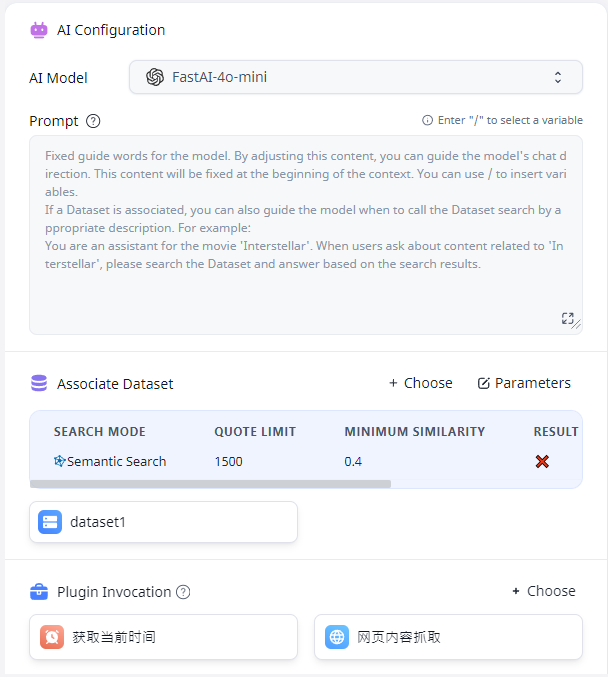 AI Configuration
AI Model
FastAI-4o-mini
Prompt
Enter "/" to select a variable
Fixed guide words for the model. By adjusting this content, you can guide the model's chat d
irection. This content will be fixed at the beginning of the context. You can use / to insert vari
ables.
If a Dataset is associated, you can also guide the model when to call the Dataset search by a
ppropriate description. For example:
You are an assistant for the movie 'Interstellar'. When users ask about content related to 'In
terstellar', please search the Dataset and answer based on the search results.
Associate Dataset
+ Choose
Parameters
SEARCH MODE QUOTE LIMIT MINIMUM SIMILARITY RESULT
Semantic Search 1500 0.4
dataset1
Plugin Invocation
+ Choose
获取当前时间
网页内容抓取